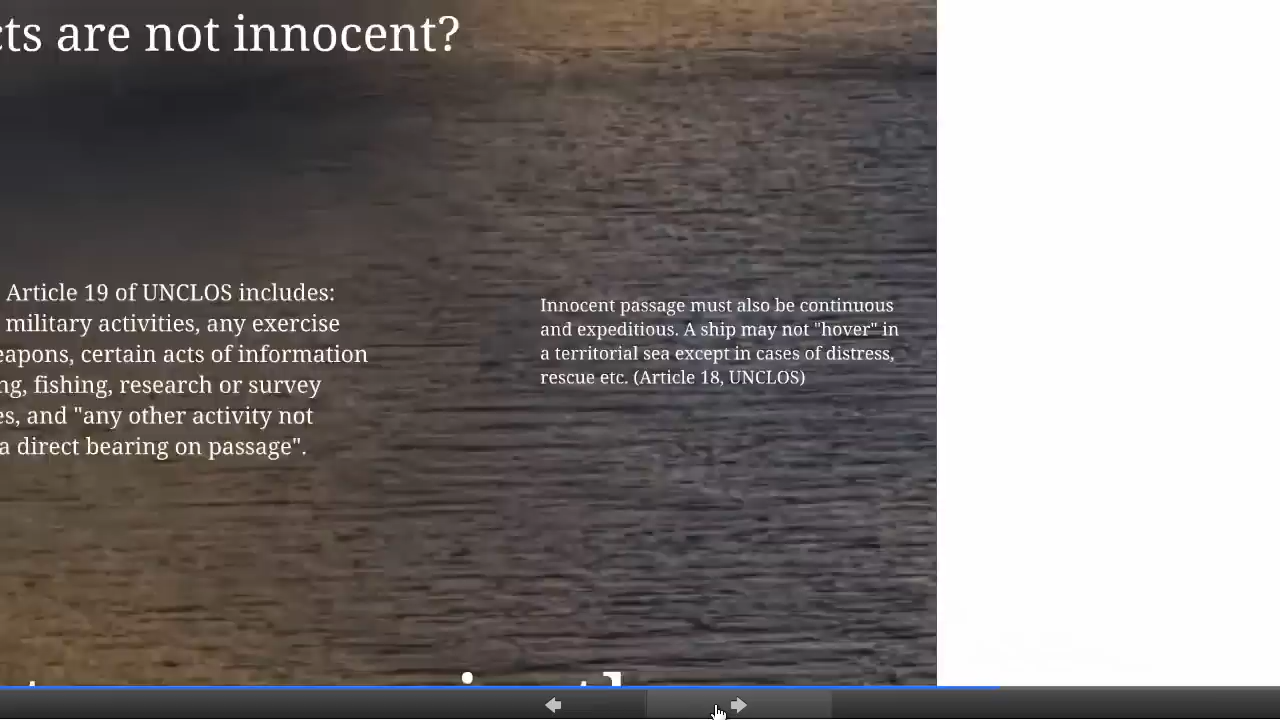 cts are not innocent?
Article 19 of UNCLOS includes:
military activities, any exercise
eapons, certain acts of information
ng, fishing, research or survey
es, and "any other activity not
a direct bearing on passage".
Innocent passage must also be continuous
and expeditious. A ship may not "hover" in
a territorial sea except in cases of distress,
rescue etc. (Article 18, UNCLOS)